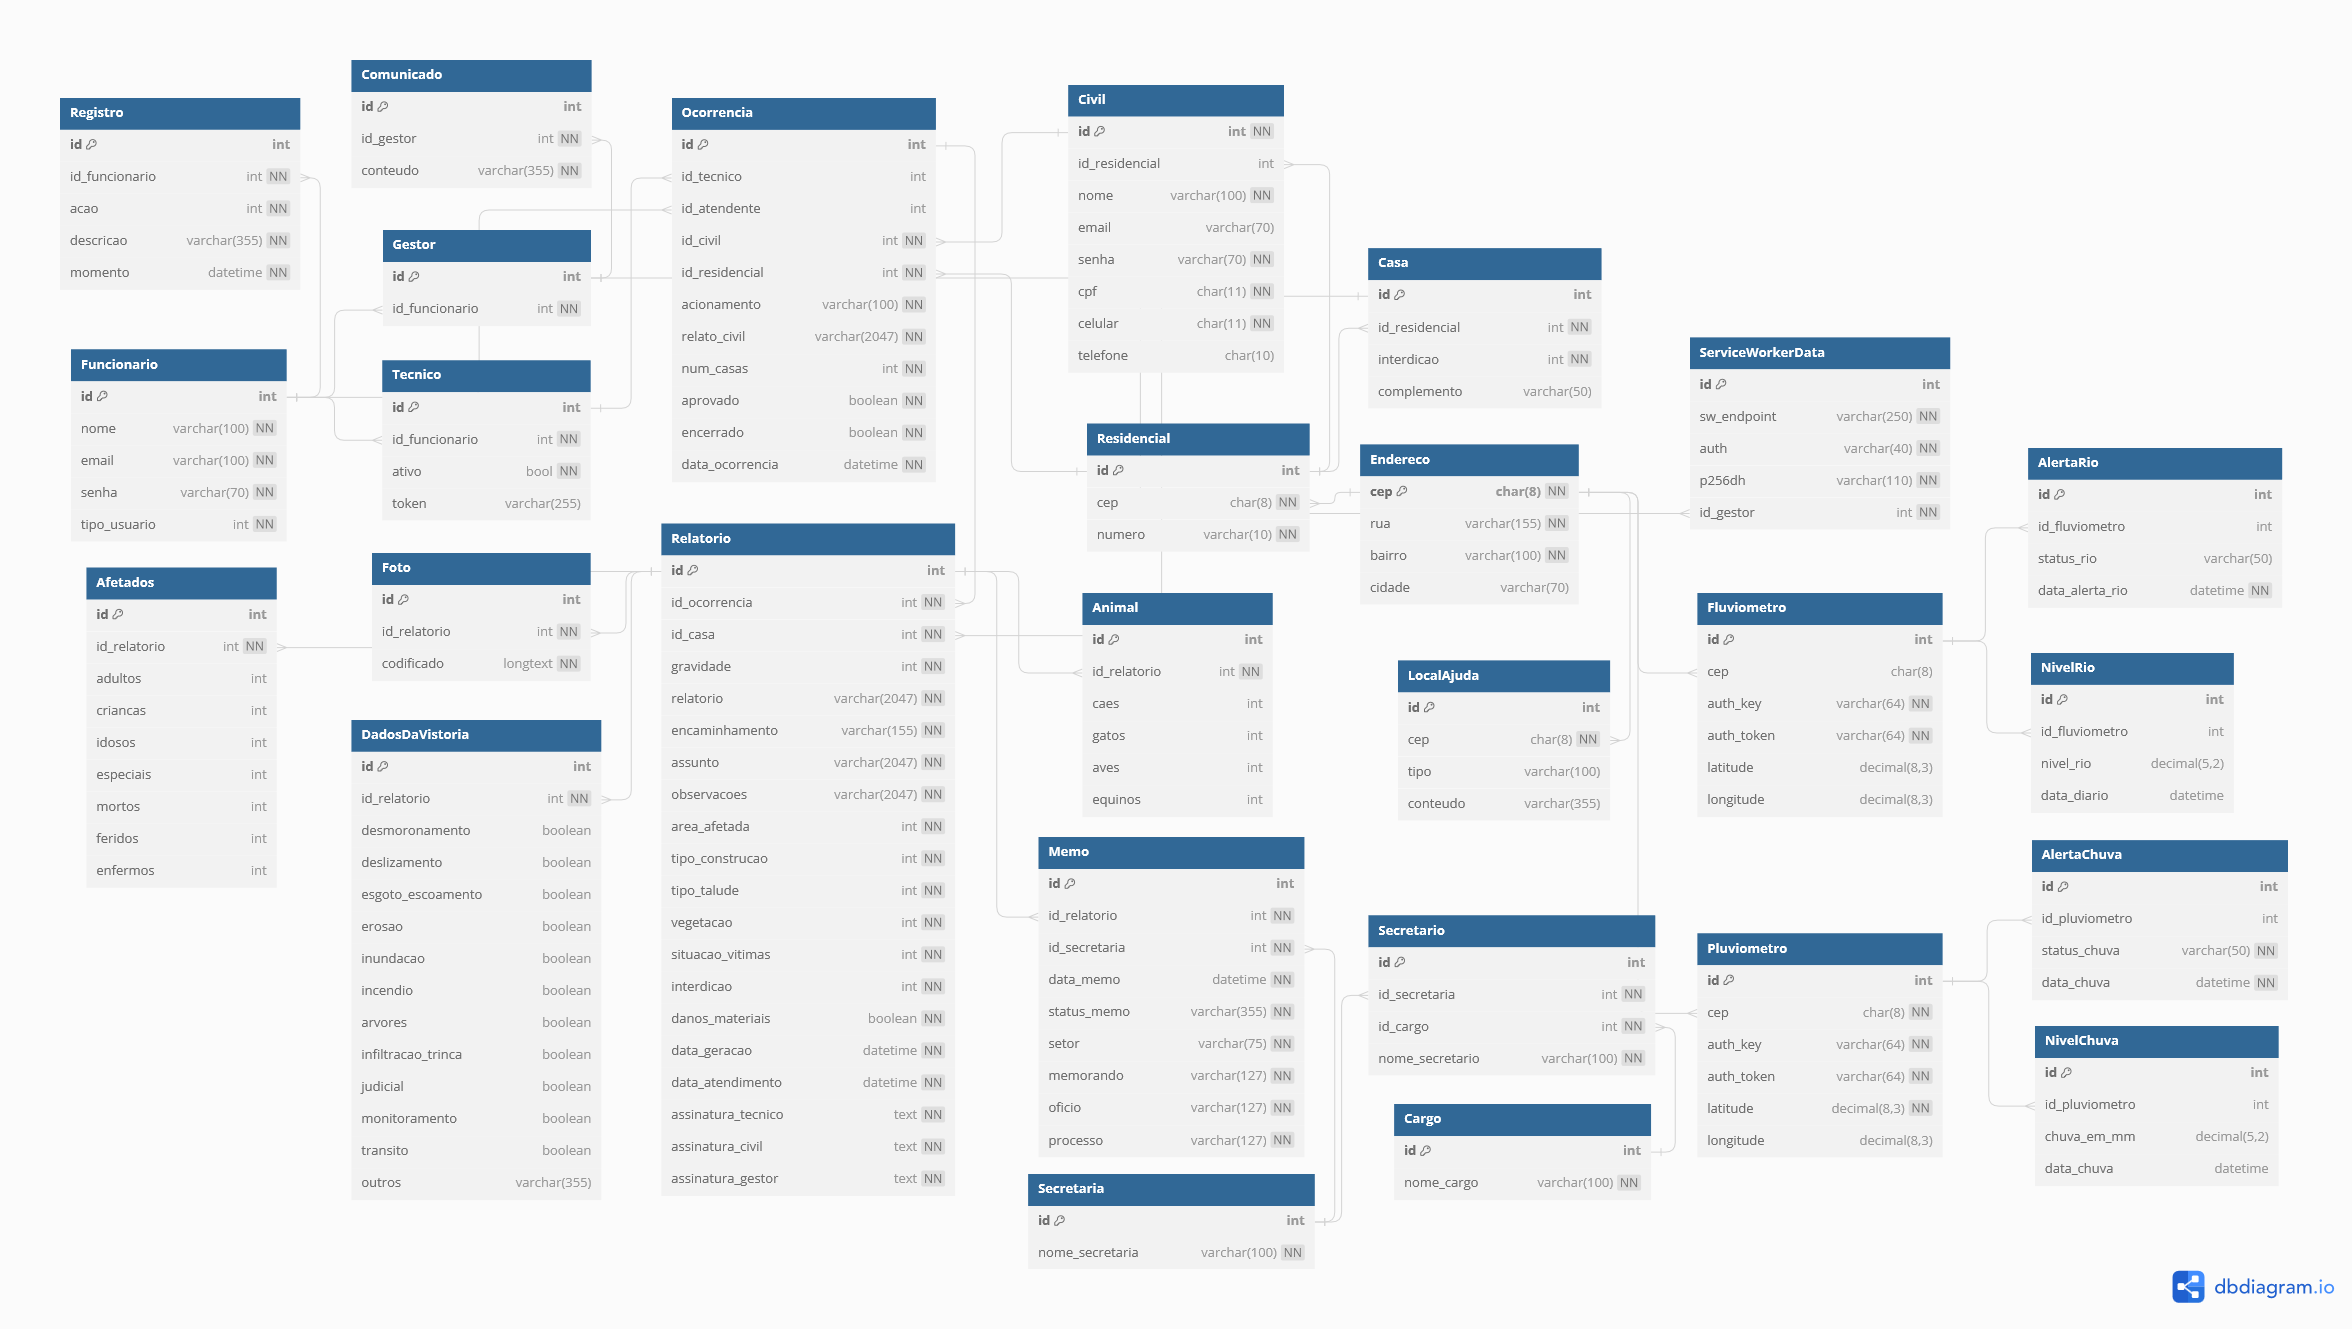 Comunicado
id int
id_gestor int NN
conteudo varchar(355) NN
Registro
id int
id_funcionario int NN
acao int NN
descricao varchar(355) NN
momento datetime NN
Gestor
id int
id_funcionario int NN
Funcionario
id int
nome varchar(100) NN
email varchar(100) NN
senha varchar(70) NN
tipo_usuario int NN
Tecnico
id int
id_funcionario int NN
ativo bool NN
token varchar(255)
Afetados
id int
id_relatorio int NN
adultos int
criancas int
idosos int
especiais int
mortos int
feridos int
enfermos int
Foto
id int
id_relatorio int NN
codificado longtext NN
DadosDaVistoria
id int
id_relatorio int NN
desmoronamento boolean
deslizamento boolean
esgoto_escoamento boolean
erosao boolean
inundacao boolean
incendio boolean
arvores boolean
infiltracao_trinca boolean
judicial boolean
monitoramento boolean
transito boolean
outros varchar(355)
Ocorrencia
id int
id_tecnico int
id_atendente int
id_civil int NN
id_residencial int NN
acionamento varchar(100) NN
relato_civil varchar(2047) NN
num_casas int NN
aprovado boolean NN
encerrado boolean NN
data_ocorrencia datetime NN
Relatorio
id int
id_ocorrencia int NN
id_casa int NN
gravidade int NN
relatorio varchar(2047) NN
encaminhamento varchar(155) NN
assunto varchar(2047) NN
observacoes varchar(2047) NN
area_afetada int NN
tipo_construcao int NN
tipo_talude int NN
vegetacao int NN
situacao_vitimas int NN
interdicao int NN
danos_materiais boolean NN
data_geracao datetime NN
data_atendimento datetime NN
assinatura_tecnico text NN
assinatura_civil text NN
assinatura_gestor text NN
Civil
id int NN
id_residencial int
nome varchar(100) NN
email varchar(70)
senha varchar(70) NN
cpf char(11) NN
celular char(11) NN
telefone char(10)
Residencial
id int
cep char(8) NN
numero varchar(10) NN
Animal
id int
id_relatorio int NN
caes int
gatos int
aves int
equinos int
Memo
id int
id_relatorio int NN
id_secretaria int NN
data_memo datetime NN
status_memo varchar(355) NN
setor varchar(75) NN
memorando varchar(127) NN
oficio varchar(127) NN
processo varchar(127) NN
Secretaria
id int
nome_secretaria varchar(100) NN
Casa
id int
id_residencial int NN
interdicao int NN
complemento varchar(50)
Endereco
cep char(8) NN
rua varchar(155) NN
bairro varchar(100) NN
cidade varchar(70)
LocalAjuda
id int
cep char(8) NN
tipo varchar(100)
conteudo varchar(355)
Secretario
id int
id_secretaria int NN
id_cargo int NN
nome_secretario varchar(100) NN
Cargo
id int
nome_cargo varchar(100) NN
ServiceWorkerData
id int
sw_endpoint varchar(250) NN
auth varchar(40) NN
p256dh varchar(110) NN
id_gestor int NN
Fluviometro
id int
cep char(8)
auth_key varchar(64) NN
auth_token varchar(64) NN
latitude decimal(8,3)
longitude decimal(8,3)
Pluviometro
id int
cep char(8) NN
auth_key varchar(64) NN
auth_token varchar(64) NN
latitude decimal(8,3) NN
longitude decimal(8,3)
AlertaRio
id int
id_fluviometro int
status_rio varchar(50)
data_alerta_rio datetime NN
NivelRio
id int
id_fluviometro int
nivel_rio decimal(5,2)
data_diario datetime
AlertaChuva
id int
id_pluviometro int
status_chuva varchar(50) NN
data_chuva datetime NN
NivelChuva
id int
id_pluviometro int
chuva_em_mm decimal(5,2)
data_chuva datetime
dbdiagram.io